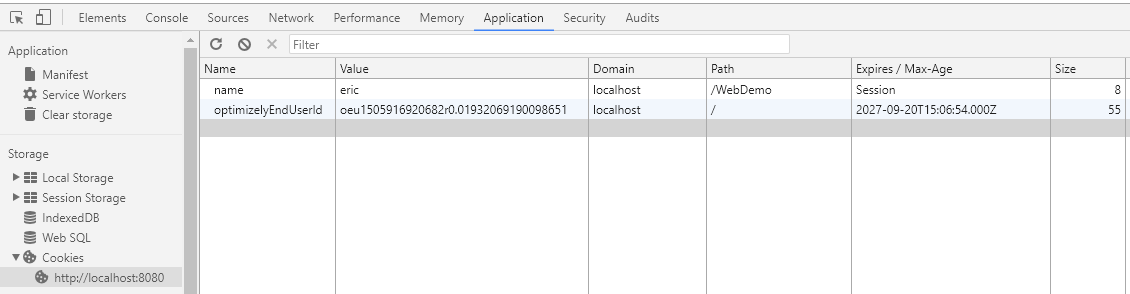 Elements Console Sources Network Performance Memory Application Security Audits
Application
Manifest
Service Workers
Clear storage
Storage
Local Storage
Session Storage
IndexedDB
Web SQL
Cookies
http://localhost:8080
Filter
Name Value Domain Path Expires / Max-Age Size
name eric localhost /WebDemo Session 8
optimizelyEndUserId oeu1505916920682r0.01932069190098651 localhost / 2027-09-20T15:06:54.000Z 55